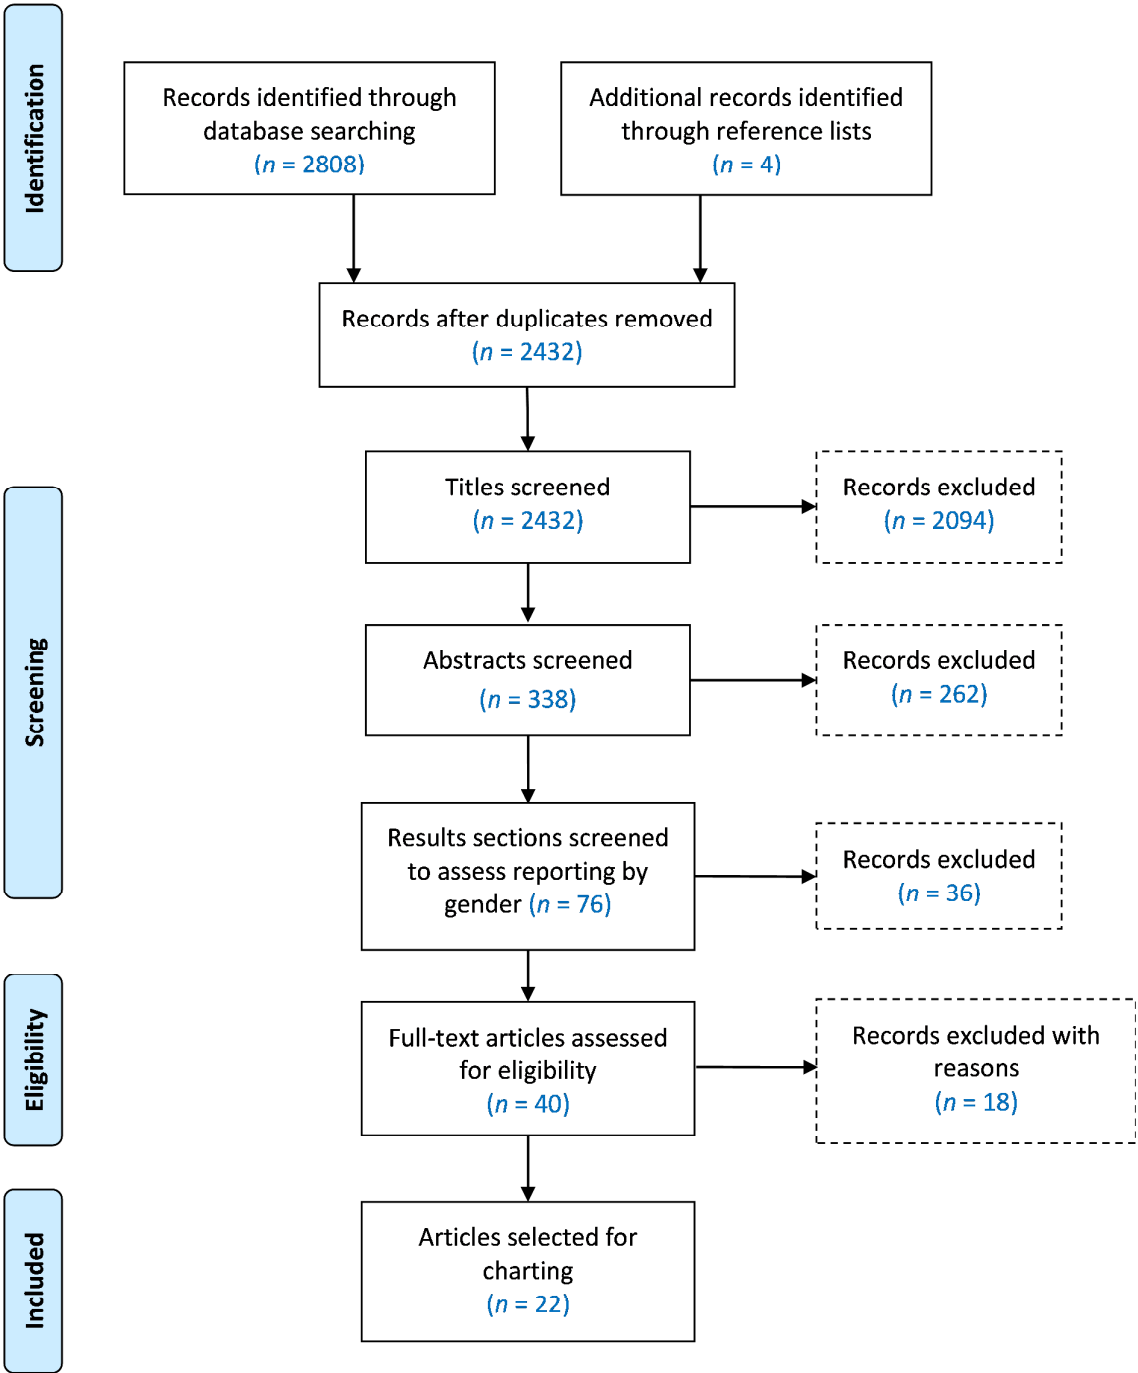 Identification
Records identified through
database searching
(n = 2808)
Additional records identified
through reference lists
(n = 4)
Records after duplicates removed
(n = 2432)
Screening
Titles screened
(n = 2432)
Records excluded
(n = 2094)
Abstracts screened
(n = 338)
Records excluded
(n = 262)
Results sections screened
to assess reporting by
gender (n = 76)
Records excluded
(n = 36)
Eligibility
Full-text articles assessed
for eligibility
(n = 40)
Records excluded with
reasons
(n = 18)
Included
Articles selected for
charting
(n = 22)